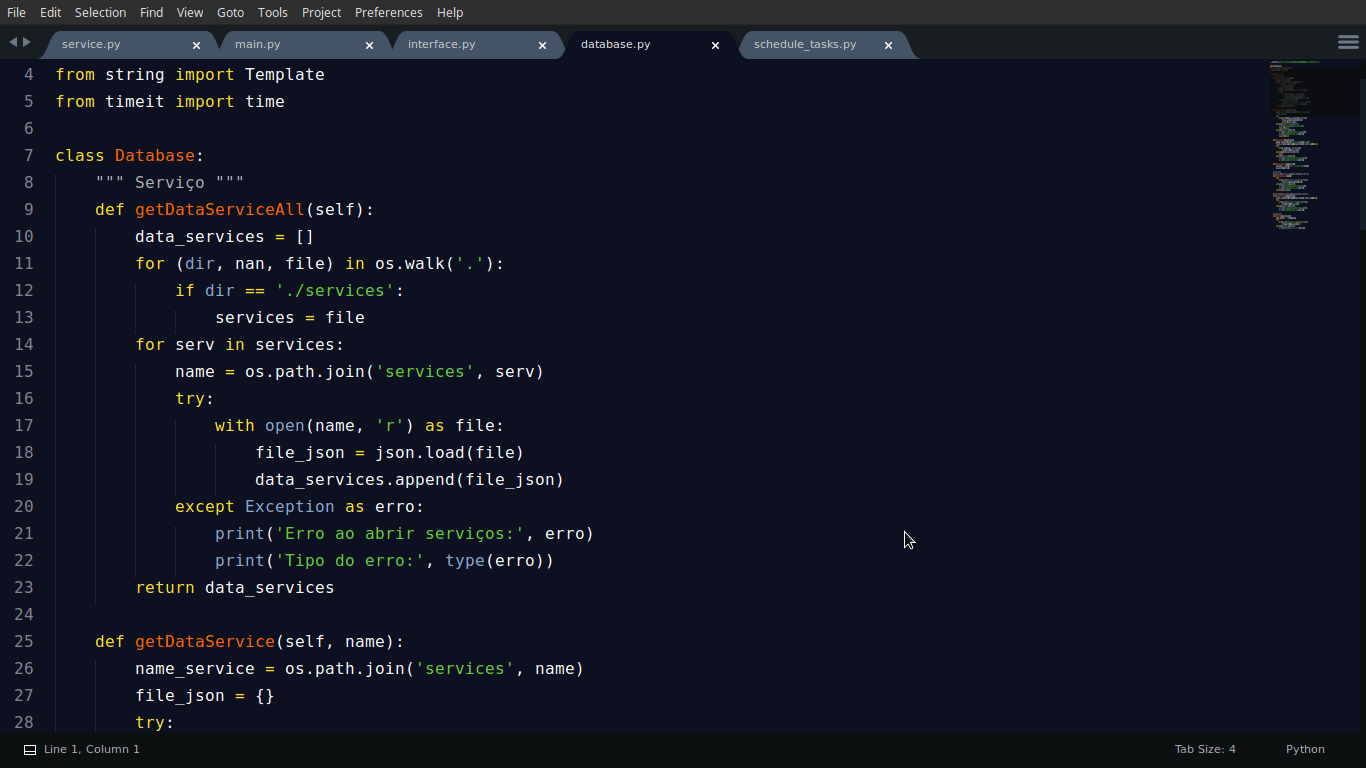 File Edit Selection Find View Goto Tools Project Preferences Help
service.py × main.py × interface.py × database.py × schedule_tasks.py ×
4 from string import Template
5 from timeit import time
6
7 class Database:
8     """ Serviço """
9     def getDataServiceAll(self):
10         data_services = []
11         for (dir, nan, file) in os.walk('.'):
12             if dir == './services':
13                 services = file
14         for serv in services:
15             name = os.path.join('services', serv)
16             try:
17                 with open(name, 'r') as file:
18                     file_json = json.load(file)
19                     data_services.append(file_json)
20             except Exception as erro:
21                 print('Erro ao abrir serviços:', erro)
22                 print('Tipo do erro:', type(erro))
23         return data_services
24
25     def getDataService(self, name):
26         name_service = os.path.join('services', name)
27         file_json = {}
28         try:
Line 1, Column 1 Tab Size: 4 Python